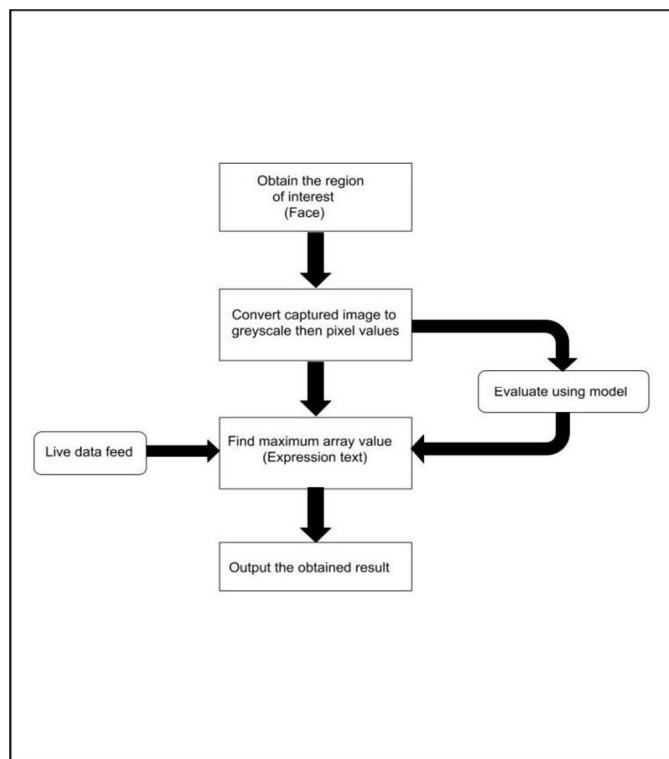 Obtain the region
of interest
(Face)
Convert captured image to
greyscale then pixel values
Evaluate using model
Live data feed
Find maximum array value
(Expression text)
Output the obtained result